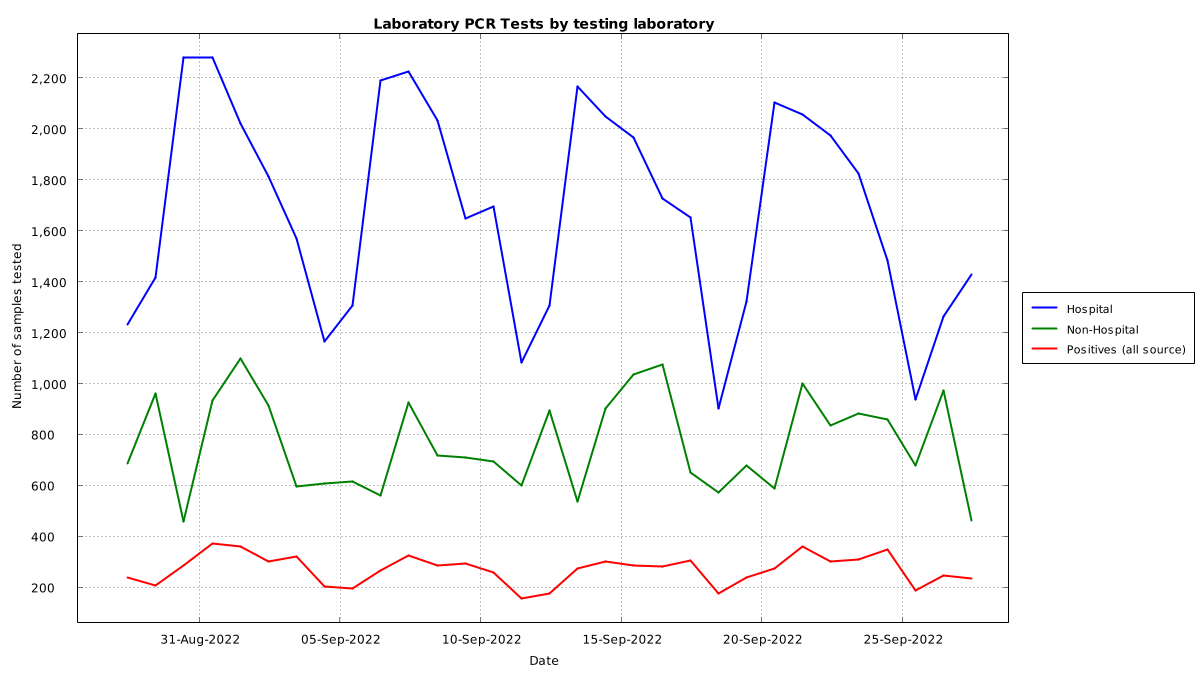 Laboratory PCR Tests by testing laboratory
Number of samples tested
2,200
2,000
1,800
1,600
1,400
1,200
1,000
800
600
400
200
31-Aug-2022 05-Sep-2022 10-Sep-2022 15-Sep-2022 20-Sep-2022 25-Sep-2022
Date
Hospital
Non-Hospital
Positives (all source)